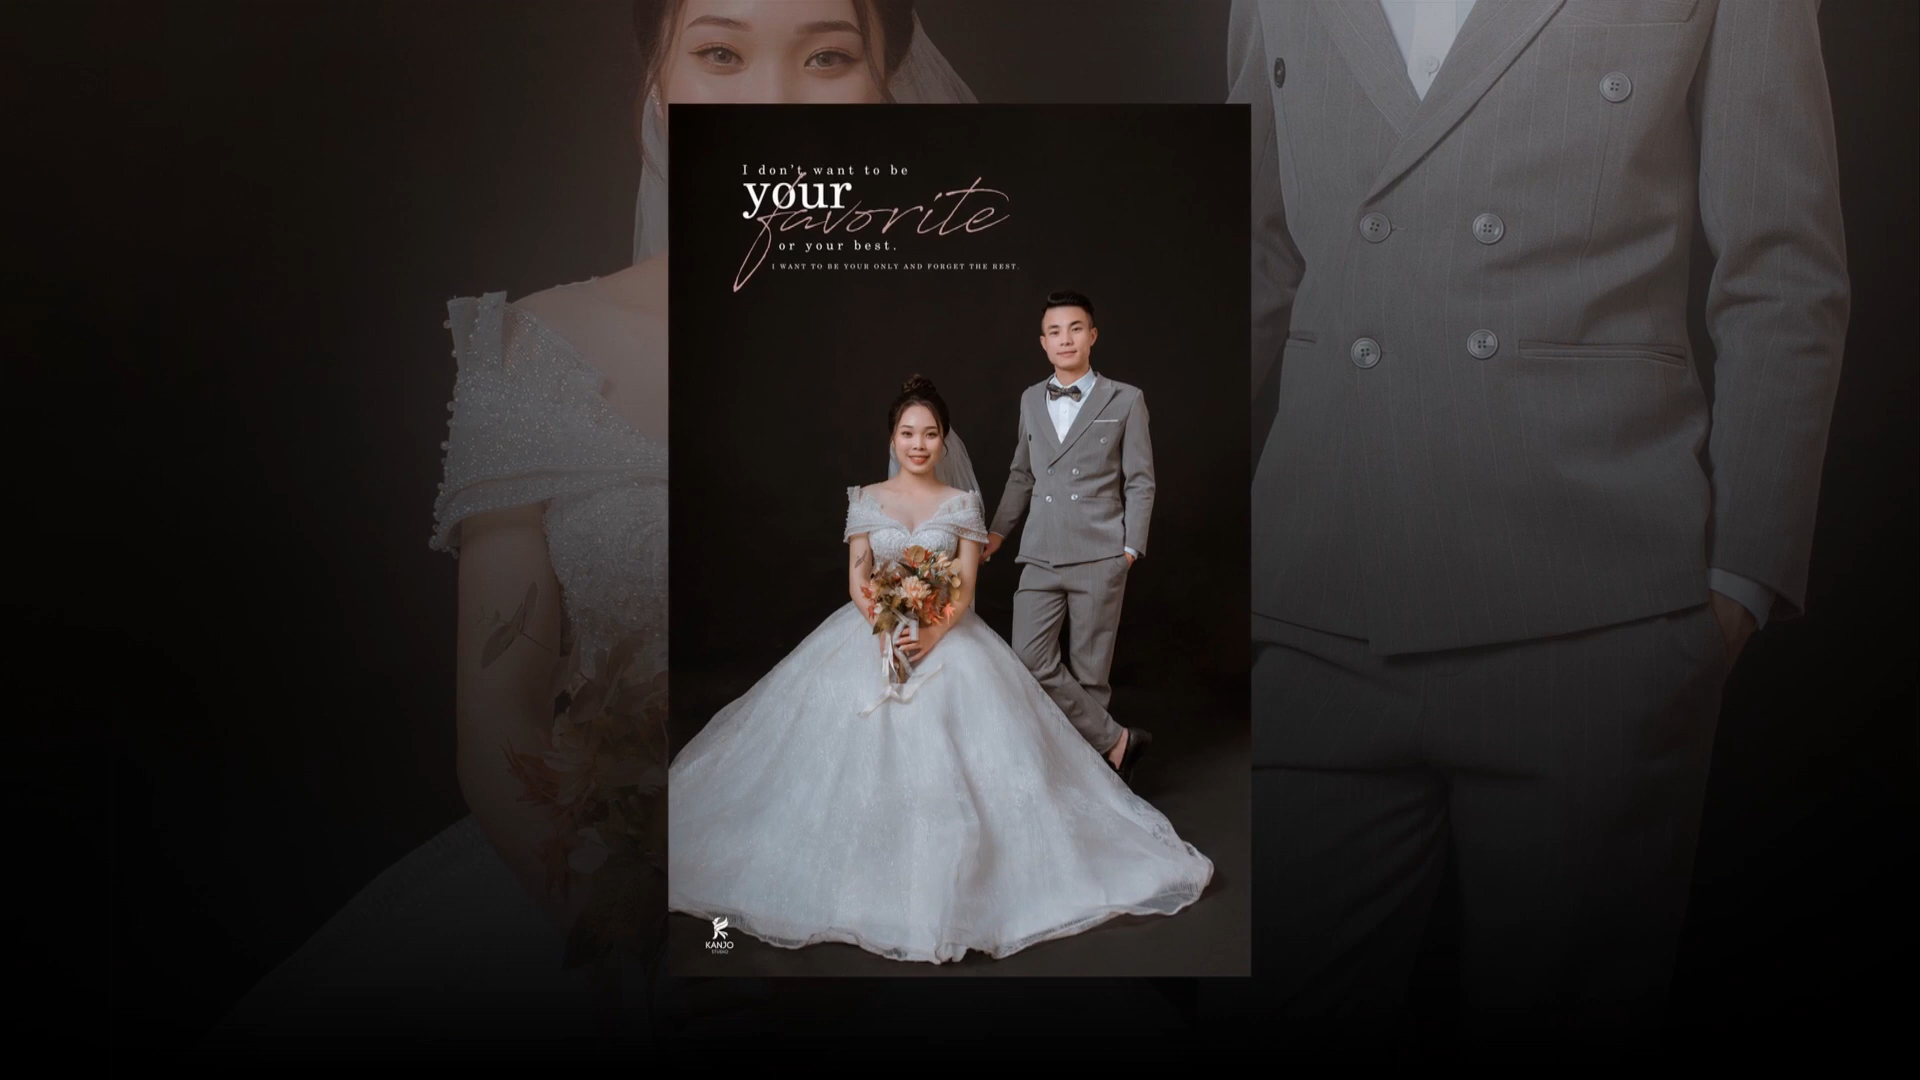 I don't want to be
your
favorite
or your best.
I WANT TO BE YOUR ONLY AND FORGET THE REST.
KANJO
STUDIO